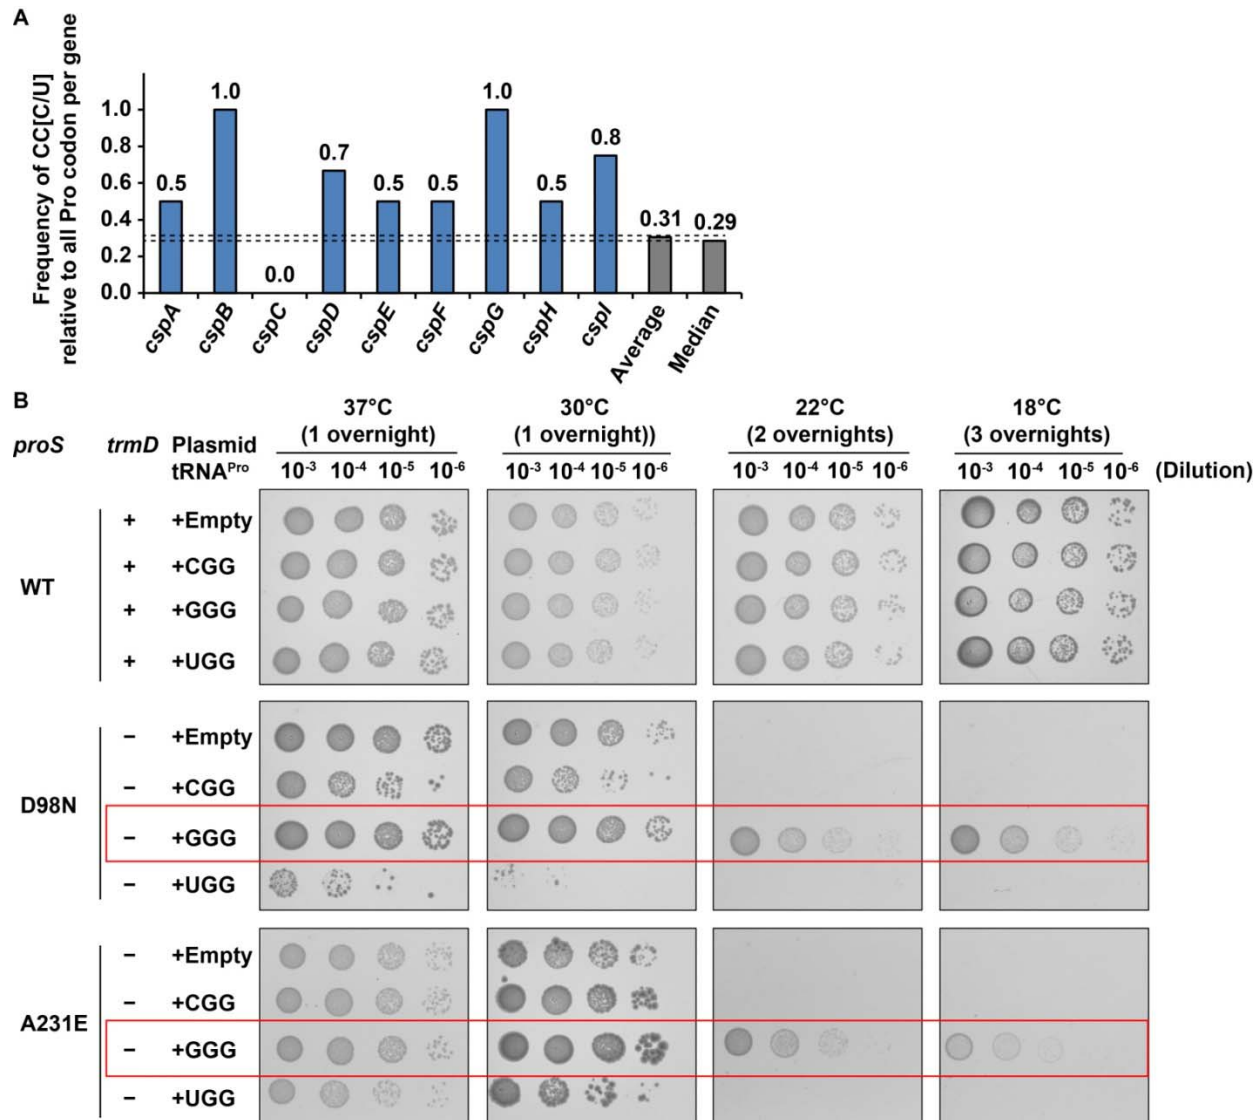 A
Frequency of CC[C/U]
relative to all Pro codon per gene
1.0
0.8
0.6
0.4
0.2
0.0
0.5
1.0
0.0
0.7
0.5
0.5
1.0
0.5
0.8
0.31
0.29
cspA
cspB
cspC
cspD
cspE
cspF
cspG
cspH
cspI
Average
Median
B
37°C 30°C 22°C 18°C
(1 overnight) (1 overnight)) (2 overnights) (3 overnights)
proS trmD Plasmid
tRNAᴾʳᵒ 10⁻³ 10⁻⁴ 10⁻⁵ 10⁻⁶ 10⁻³ 10⁻⁴ 10⁻⁵ 10⁻⁶ 10⁻³ 10⁻⁴ 10⁻⁵ 10⁻⁶ 10⁻³ 10⁻⁴ 10⁻⁵ 10⁻⁶ (Dilution)
WT
+ +Empty
+ +CGG
+ +GGG
+ +UGG
D98N
− +Empty
− +CGG
− +GGG
− +UGG
A231E
− +Empty
− +CGG
− +GGG
− +UGG